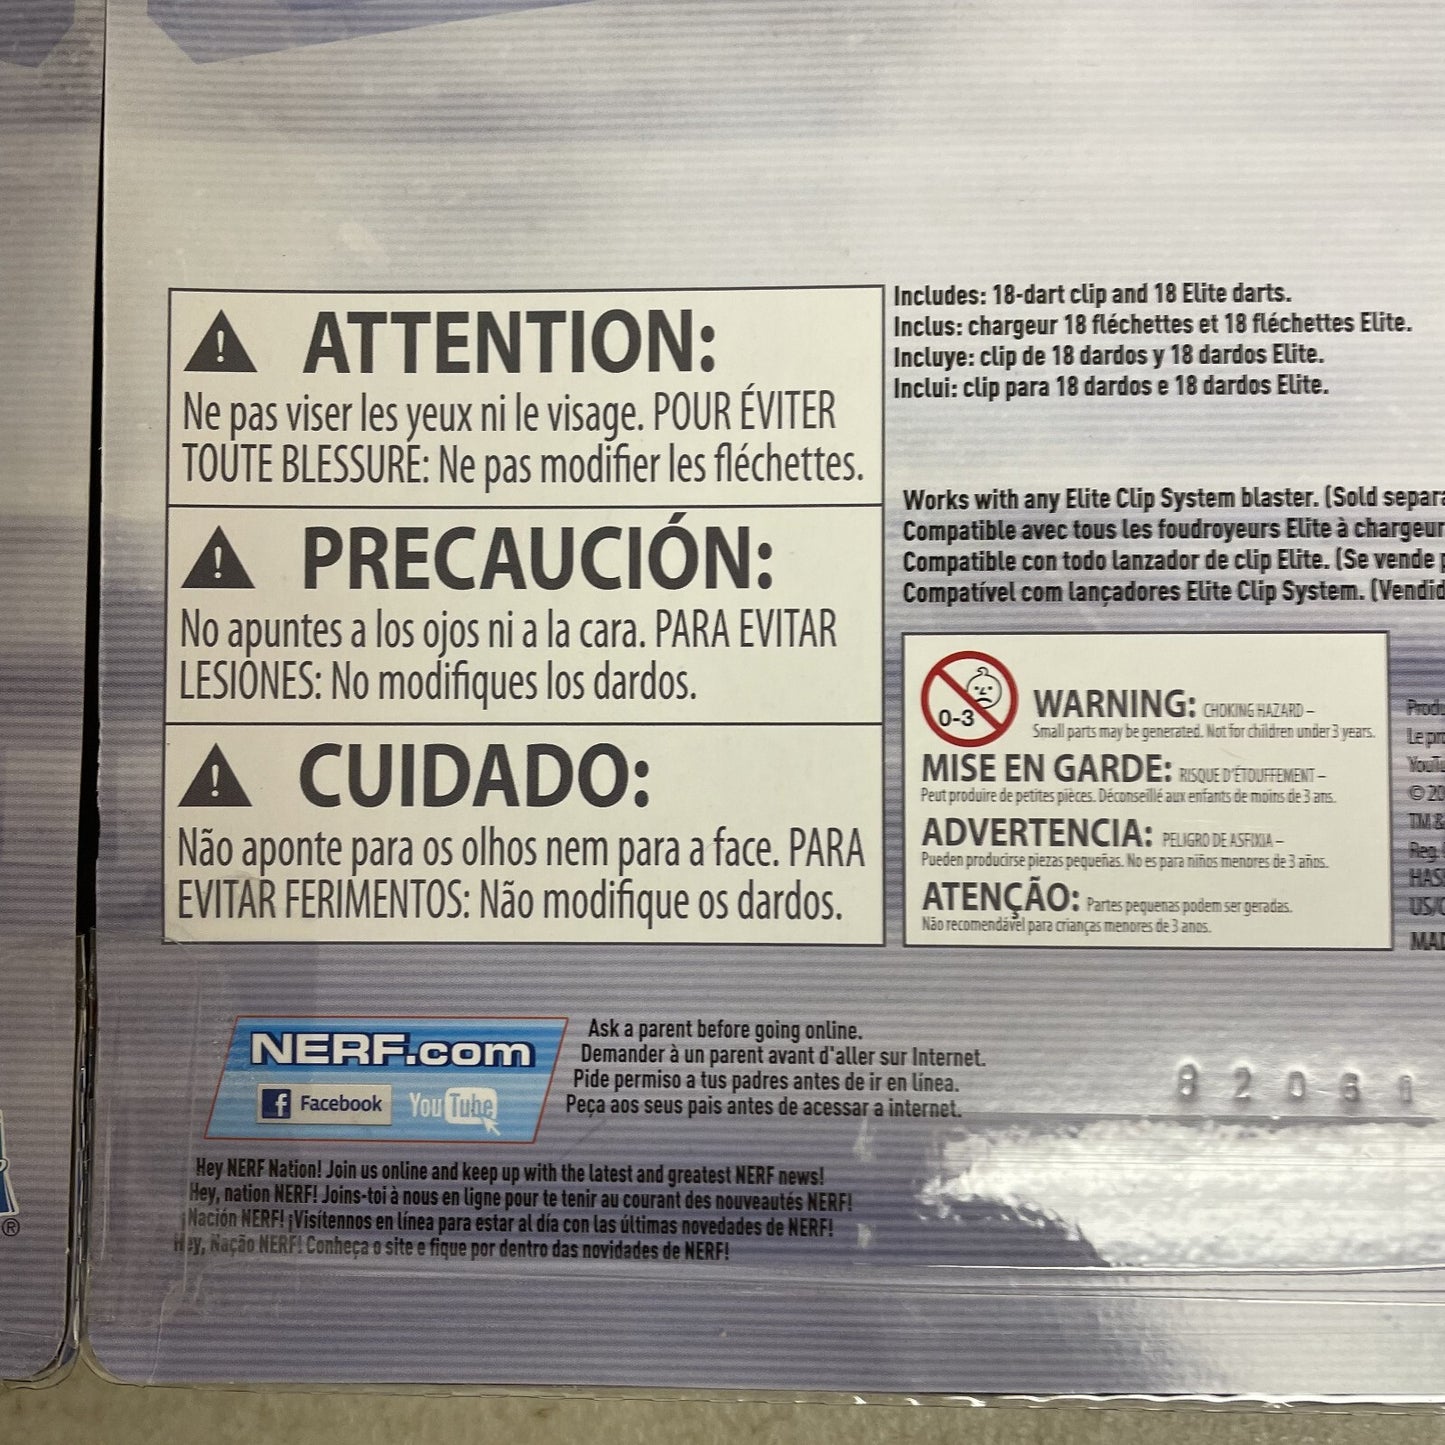 ATTENTION:
Ne pas viser les yeux ni le visage. POUR ÉVITER
TOUTE BLESSURE: Ne pas modifier les fléchettes.
PRECAUCIÓN:
No apuntes a los ojos ni a la cara. PARA EVITAR
LESIONES: No modifiques los dardos.
CUIDADO:
Não aponte para os olhos nem para a face. PARA
EVITAR FERIMENTOS: Não modifique os dardos.
Includes: 18-dart clip and 18 Elite darts.
Inclus: chargeur 18 fléchettes et 18 fléchettes Elite.
Incluye: clip de 18 dardos y 18 dardos Elite.
Inclui: clip para 18 dardos e 18 dardos Elite.
Works with any Elite Clip System blaster. (Sold
Compatible avec tous les foudroyeurs Elite à chargeur
Compatible con todo lanzador de clip Elite. (Se vende
Compatível com lançadores Elite Clip System.
0-3
WARNING: CHOKING HAZARD –
Small parts may be generated. Not for children under 3 years.
MISE EN GARDE: RISQUE D'ÉTOUFFEMENT –
Peut produire de petites pièces. Déconseillé aux enfants de moins de 3 ans.
ADVERTENCIA: PELIGRO DE ASFIXIA –
Pueden producirse piezas pequeñas. No es para niños menores de 3 años.
ATENÇÃO: Partes pequenas podem ser geradas.
Não recomendável para crianças menores de 3 anos.
Le
TM &
Reg.
NERF.com
Facebook
YouTube
Ask a parent before going online.
Demander à un parent avant d'aller sur Internet.
Pide permiso a tus padres antes de ir en línea.
Peça aos seus pais antes de acessar a internet.
Hey NERF Nation! Join us online and keep up with the latest and greatest NERF news!
Hey, nation NERF! Joins-toi à nous en ligne pour te tenir au courant des nouveautés NERF!
¡Nación NERF! ¡Visítennos en línea para estar al día con las últimas novedades de NERF!
Hey, Nação NERF! Conheça o site e fique por dentro das novidades de NERF!
®